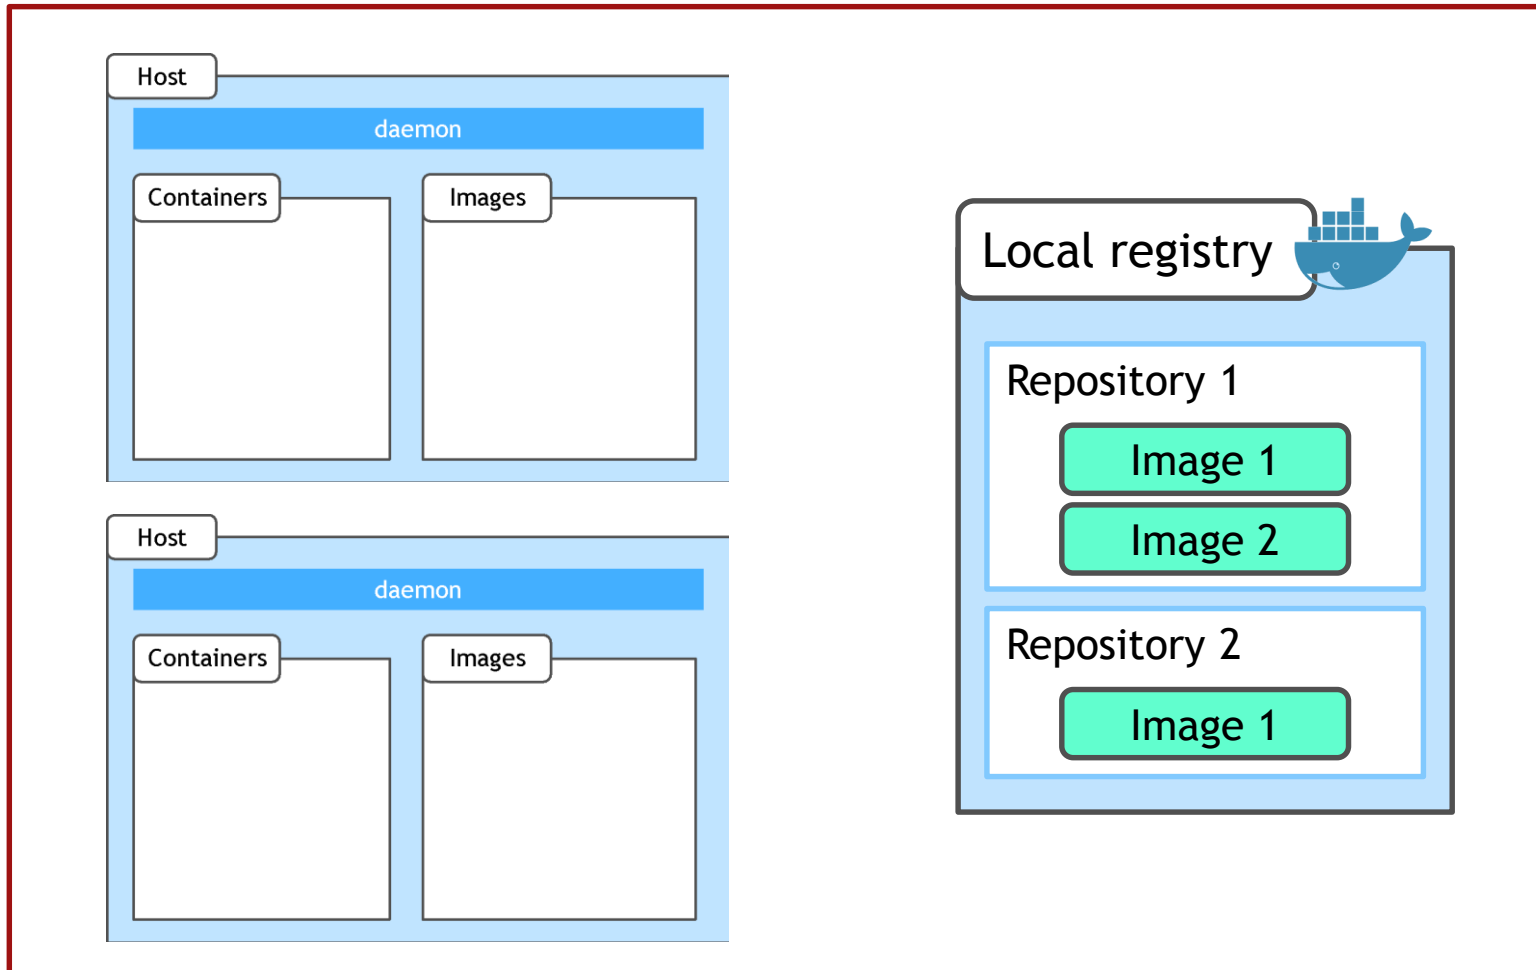 Host
daemon
Containers
Images
Host
daemon
Containers
Images
Local registry
Repository 1
Image 1
Image 2
Repository 2
Image 1